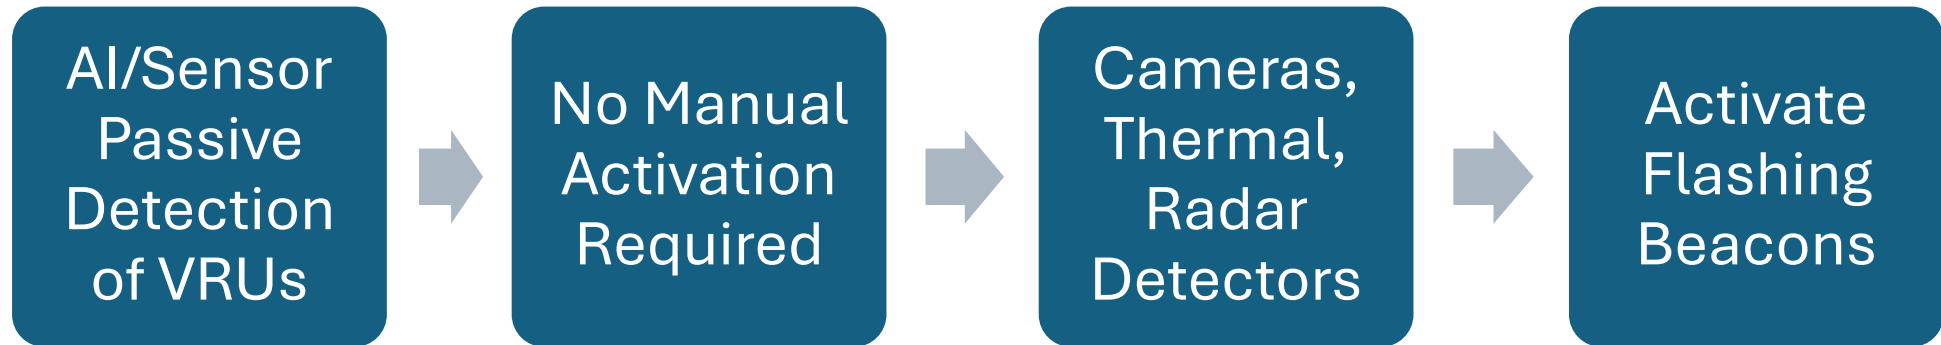 AI/Sensor
Passive
Detection
of VRUs
No Manual
Activation
Required
Cameras,
Thermal,
Radar
Detectors
Activate
Flashing
Beacons